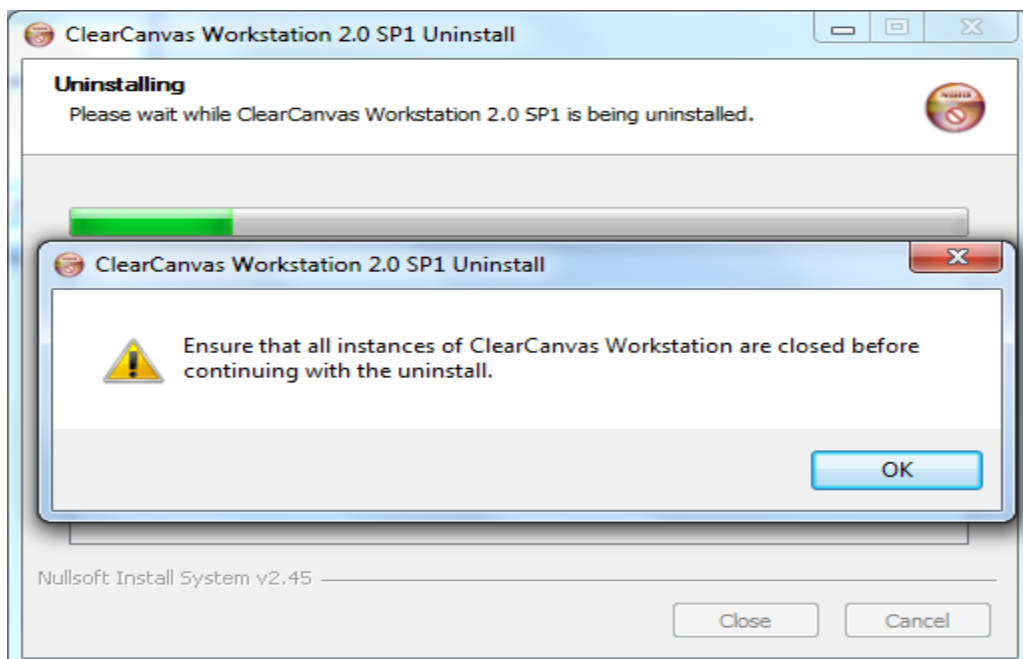 ClearCanvas Workstation 2.0 SP1 Uninstall
Uninstalling
Please wait while ClearCanvas Workstation 2.0 SP1 is being uninstalled.
ClearCanvas Workstation 2.0 SP1 Uninstall
Ensure that all instances of ClearCanvas Workstation are closed before
continuing with the uninstall.
OK
Nullsoft Install System v2.45
Close
Cancel